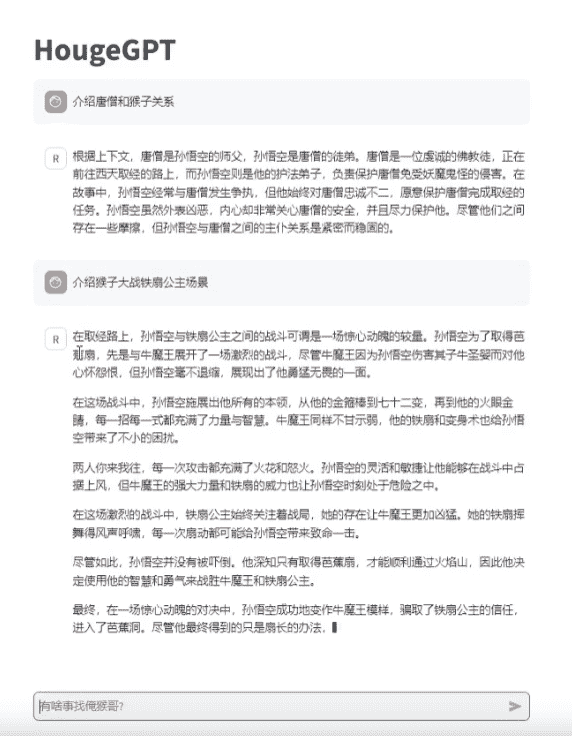 HougeGPT
介绍唐僧和猴子关系
R
根据上下文，唐僧是孙悟空的师父，孙悟空是唐僧的徒弟。唐僧是一位虔诚的佛教徒，正在
前往西天取经的路上，而孙悟空则是他的护法弟子，负责保护唐僧免受妖魔鬼怪的侵害。在
故事中，孙悟空经常与唐僧发生争执，但他始终对唐僧忠诚不二，愿意保护唐僧完成取经的
任务。孙悟空虽然外表凶恶，内心却非常关心唐僧的安全，并且尽力保护他。尽管他们之间
存在一些摩擦，但孙悟空与唐僧之间的主仆关系是紧密而稳固的。
介绍猴子大战铁扇公主场景
R
在取经路上，孙悟空与铁扇公主之间的战斗可谓是一场惊心动魄的较量。孙悟空为了取得芭
蕉扇，先是与牛魔王展开了一场激烈的战斗，尽管牛魔王因为孙悟空伤害其子牛圣婴而对他
心怀怨恨，但孙悟空毫不退缩，展现出了他勇猛无畏的一面。
在这场战斗中，孙悟空施展出他所有的本领，从他的金箍棒到七十二变，再到他的火眼金
睛，每一招每一式都充满了力量与智慧。牛魔王同样不甘示弱，他的铁扇和变身术也给孙悟
空带来了不小的困扰。
两人你来我往，每一次攻击都充满了火花和怒火。孙悟空的灵活和敏捷让他能够在战斗中占
据上风，但牛魔王的强大力量和铁扇的威力也让孙悟空时刻处于危险之中。
在这场激烈的战斗中，铁扇公主始终关注着战局，她的存在让牛魔王更加凶猛。她的铁扇挥
舞得风声呼啸，每一次扇动都可能给孙悟空带来致命一击。
尽管如此，孙悟空并没有被吓倒。他深知只有取得芭蕉扇，才能顺利通过火焰山，因此他决
定使用他的智慧和勇气来战胜牛魔王和铁扇公主。
最终，在一场惊心动魄的对决中，孙悟空成功地变作牛魔王模样，骗取了铁扇公主的信任，
进入了芭蕉洞。尽管他最终得到的只是扇长的办法，
有啥事找俺猴哥?